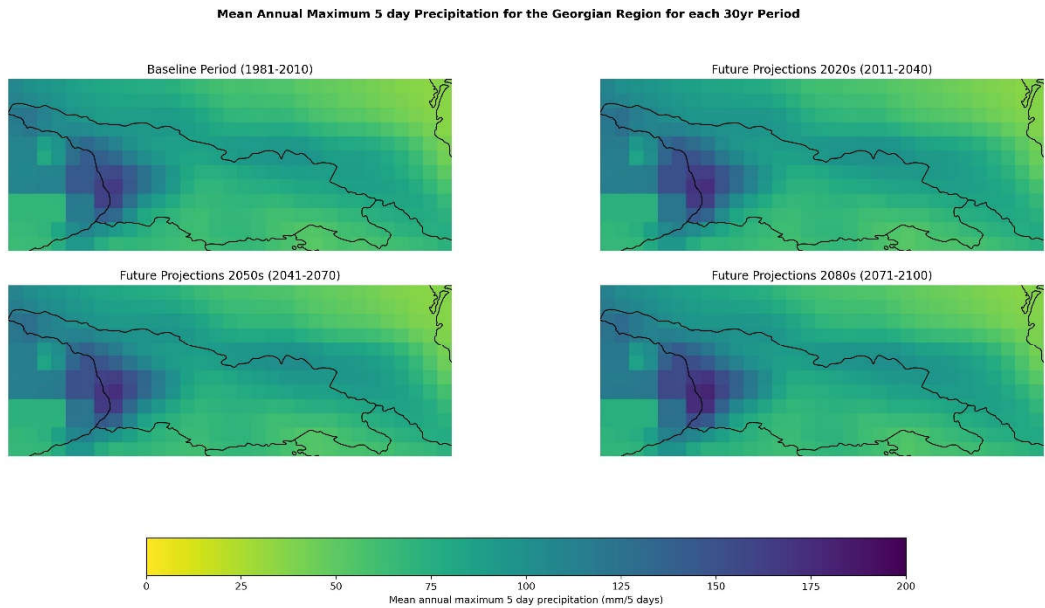 Mean Annual Maximum 5 day Precipitation for the Georgian Region for each 30yr Period
Baseline Period (1981-2010)
Future Projections 2020s (2011-2040)
Future Projections 2050s (2041-2070)
Future Projections 2080s (2071-2100)
0 25 50 75 100 125 150 175 200
Mean annual maximum 5 day precipitation (mm/5 days)